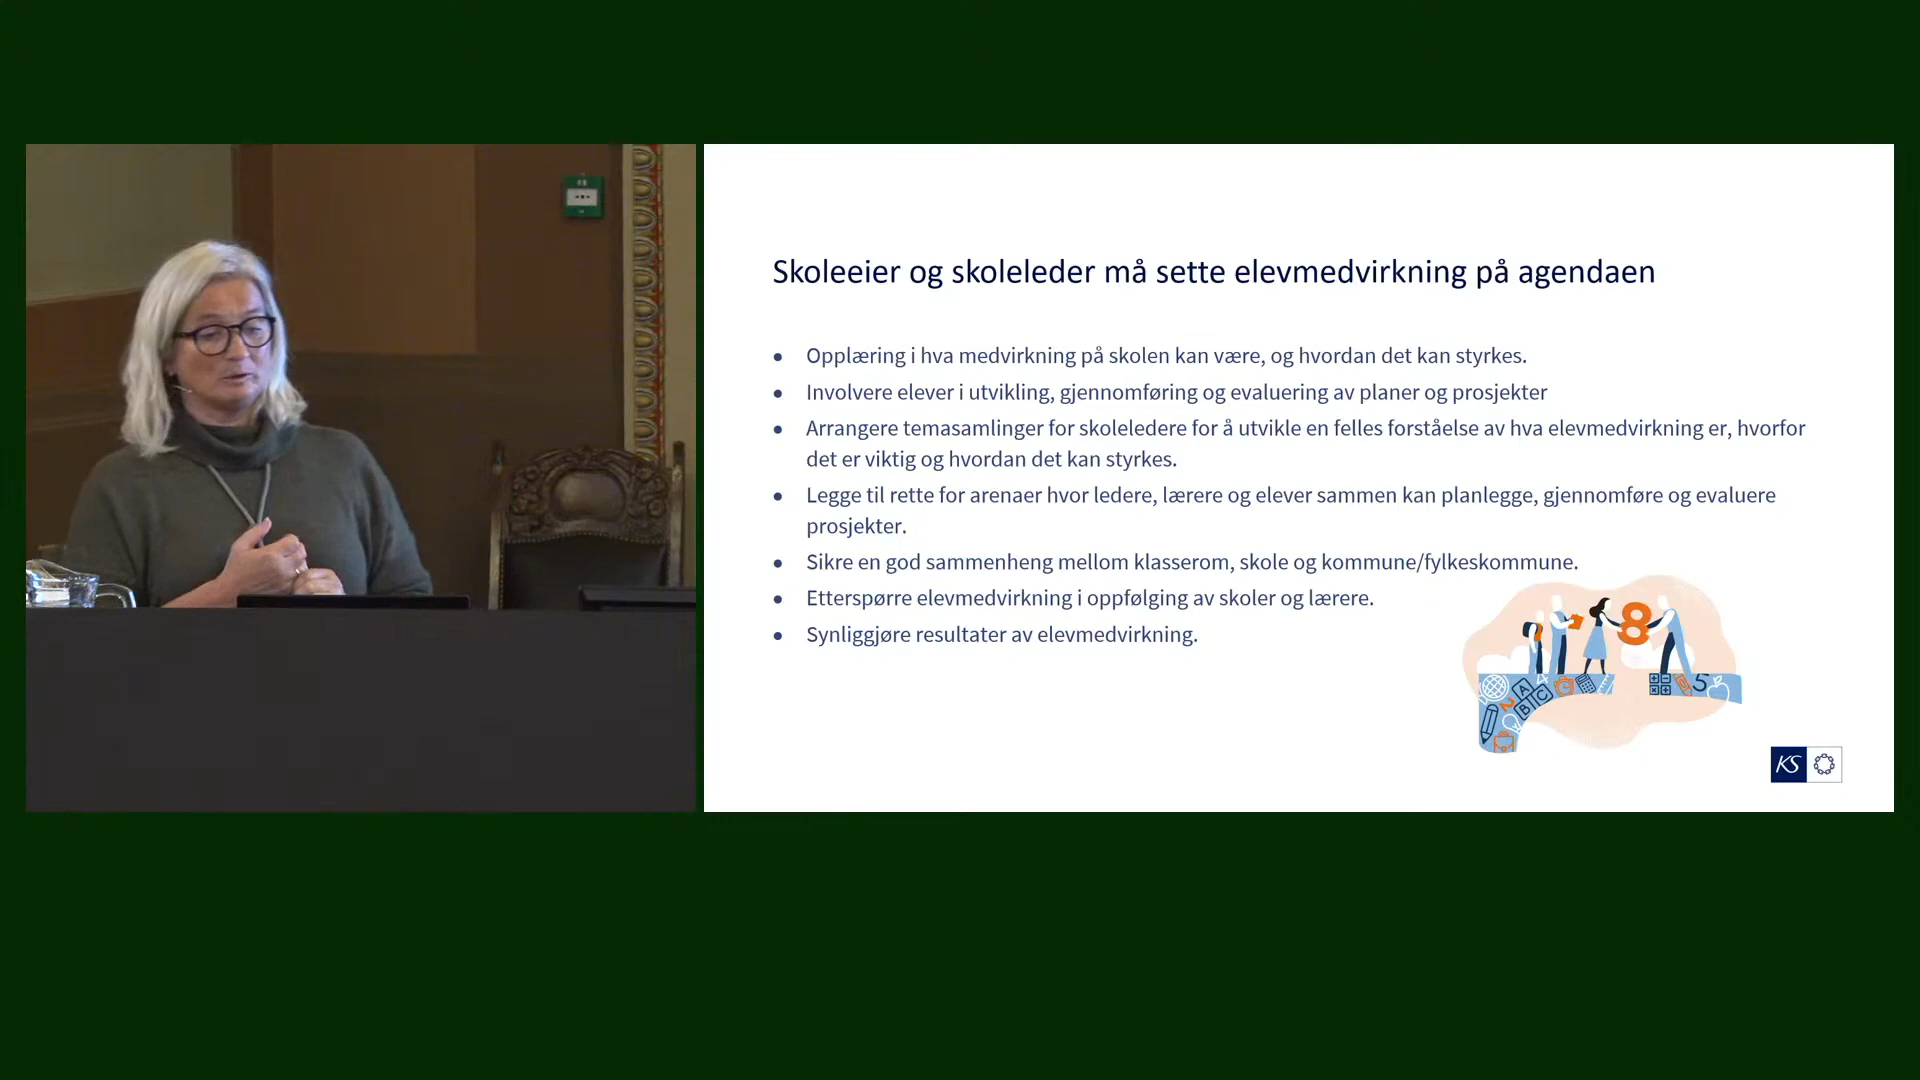 Skoleeier og skoleleder må sette elevmedvirkning på agendaen
• Opplæring i hva medvirkning på skolen kan være, og hvordan det kan styrkes.
• Involvere elever i utvikling, gjennomføring og evaluering av planer og prosjekter
• Arrangere temasamlinger for skoleledere for å utvikle en felles forståelse av hva elevmedvirkning er, hvorfor
det er viktig og hvordan det kan styrkes.
• Legge til rette for arenaer hvor ledere, lærere og elever sammen kan planlegge, gjennomføre og evaluere
prosjekter.
• Sikre en god sammenheng mellom klasserom, skole og kommune/fylkeskommune.
• Etterspørre elevmedvirkning i oppfølging av skoler og lærere.
• Synliggjøre resultater av elevmedvirkning.
8
4
A
C
B
2
5
KS